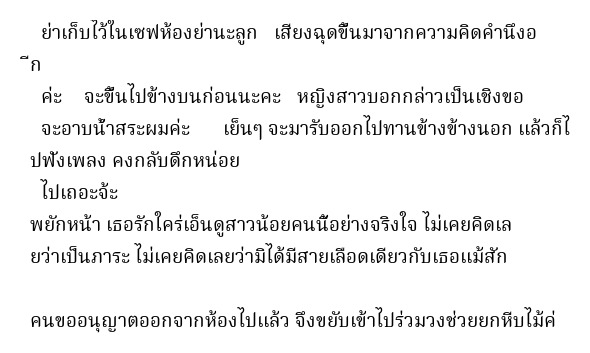 ย่าเก็บไว้ในเซฟห้องย่านะลูก เสียงฉุดขึ้นมาจากความคิดคำนึงอ
ีก
ค่ะ จะขึ้นไปข้างบนก่อนนะคะ หญิงสาวบอกกล่าวเป็นเชิงขอ
จะอาบน้ำสระผมค่ะ เย็นๆ จะมารับออกไปทานข้างข้างนอก แล้วก็ไ
ปฟังเพลง คงกลับดึกหน่อย
ไปเถอะจ้ะ
พยักหน้า เธอรักใคร่เอ็นดูสาวน้อยคนนี้อย่างจริงใจ ไม่เคยคิดเล
ยว่าเป็นภาระ ไม่เคยคิดเลยว่ามิได้มีสายเลือดเดียวกับเธอแม้สัก
คนขออนุญาตออกจากห้องไปแล้ว จึงขยับเข้าไปร่วมวงช่วยยกหีบไม้ค่